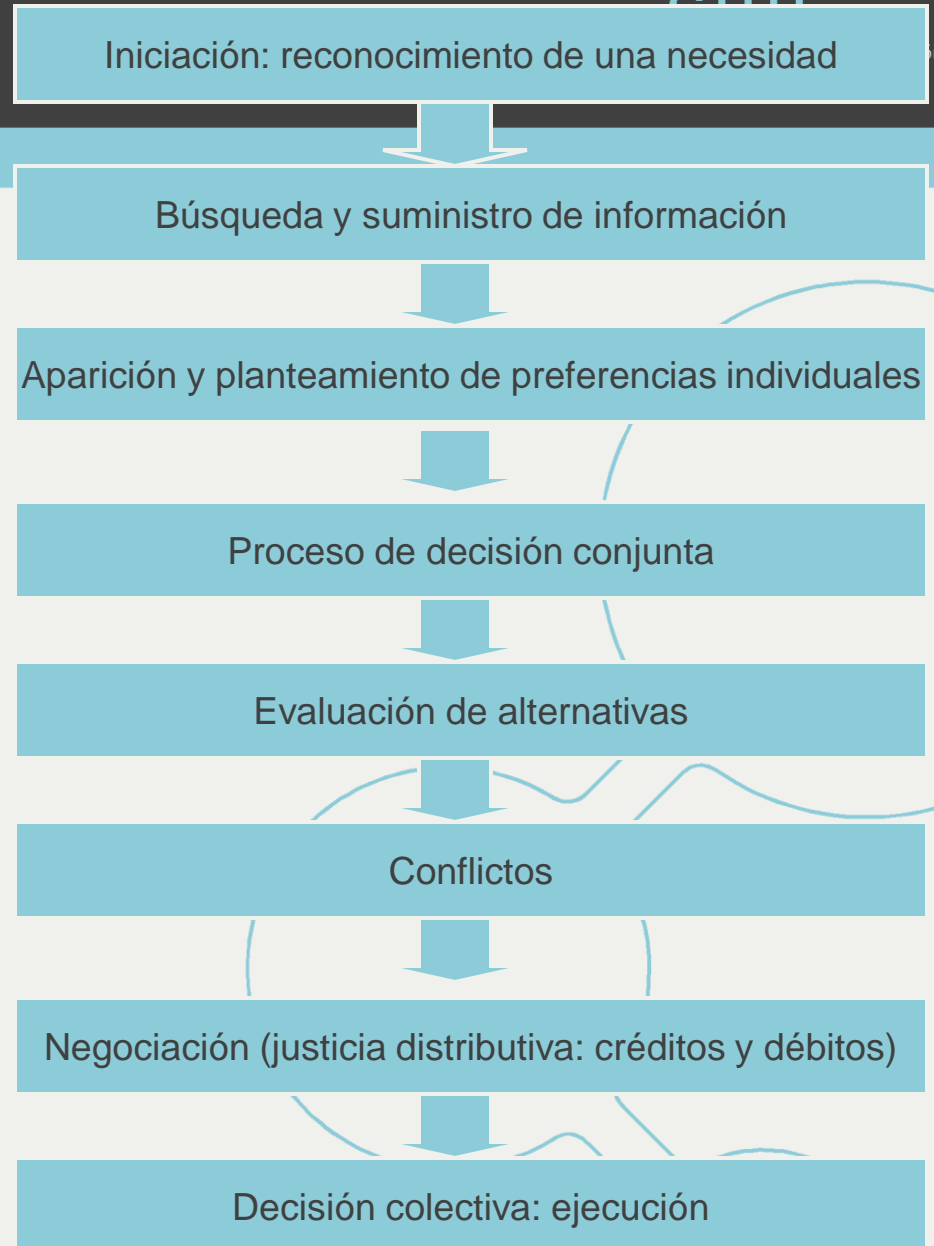 Iniciación: reconocimiento de una necesidad
Búsqueda y suministro de información
Aparición y planteamiento de preferencias individuales
Proceso de decisión conjunta
Evaluación de alternativas
Conflictos
Negociación (justicia distributiva: créditos y débitos)
Decisión colectiva: ejecución